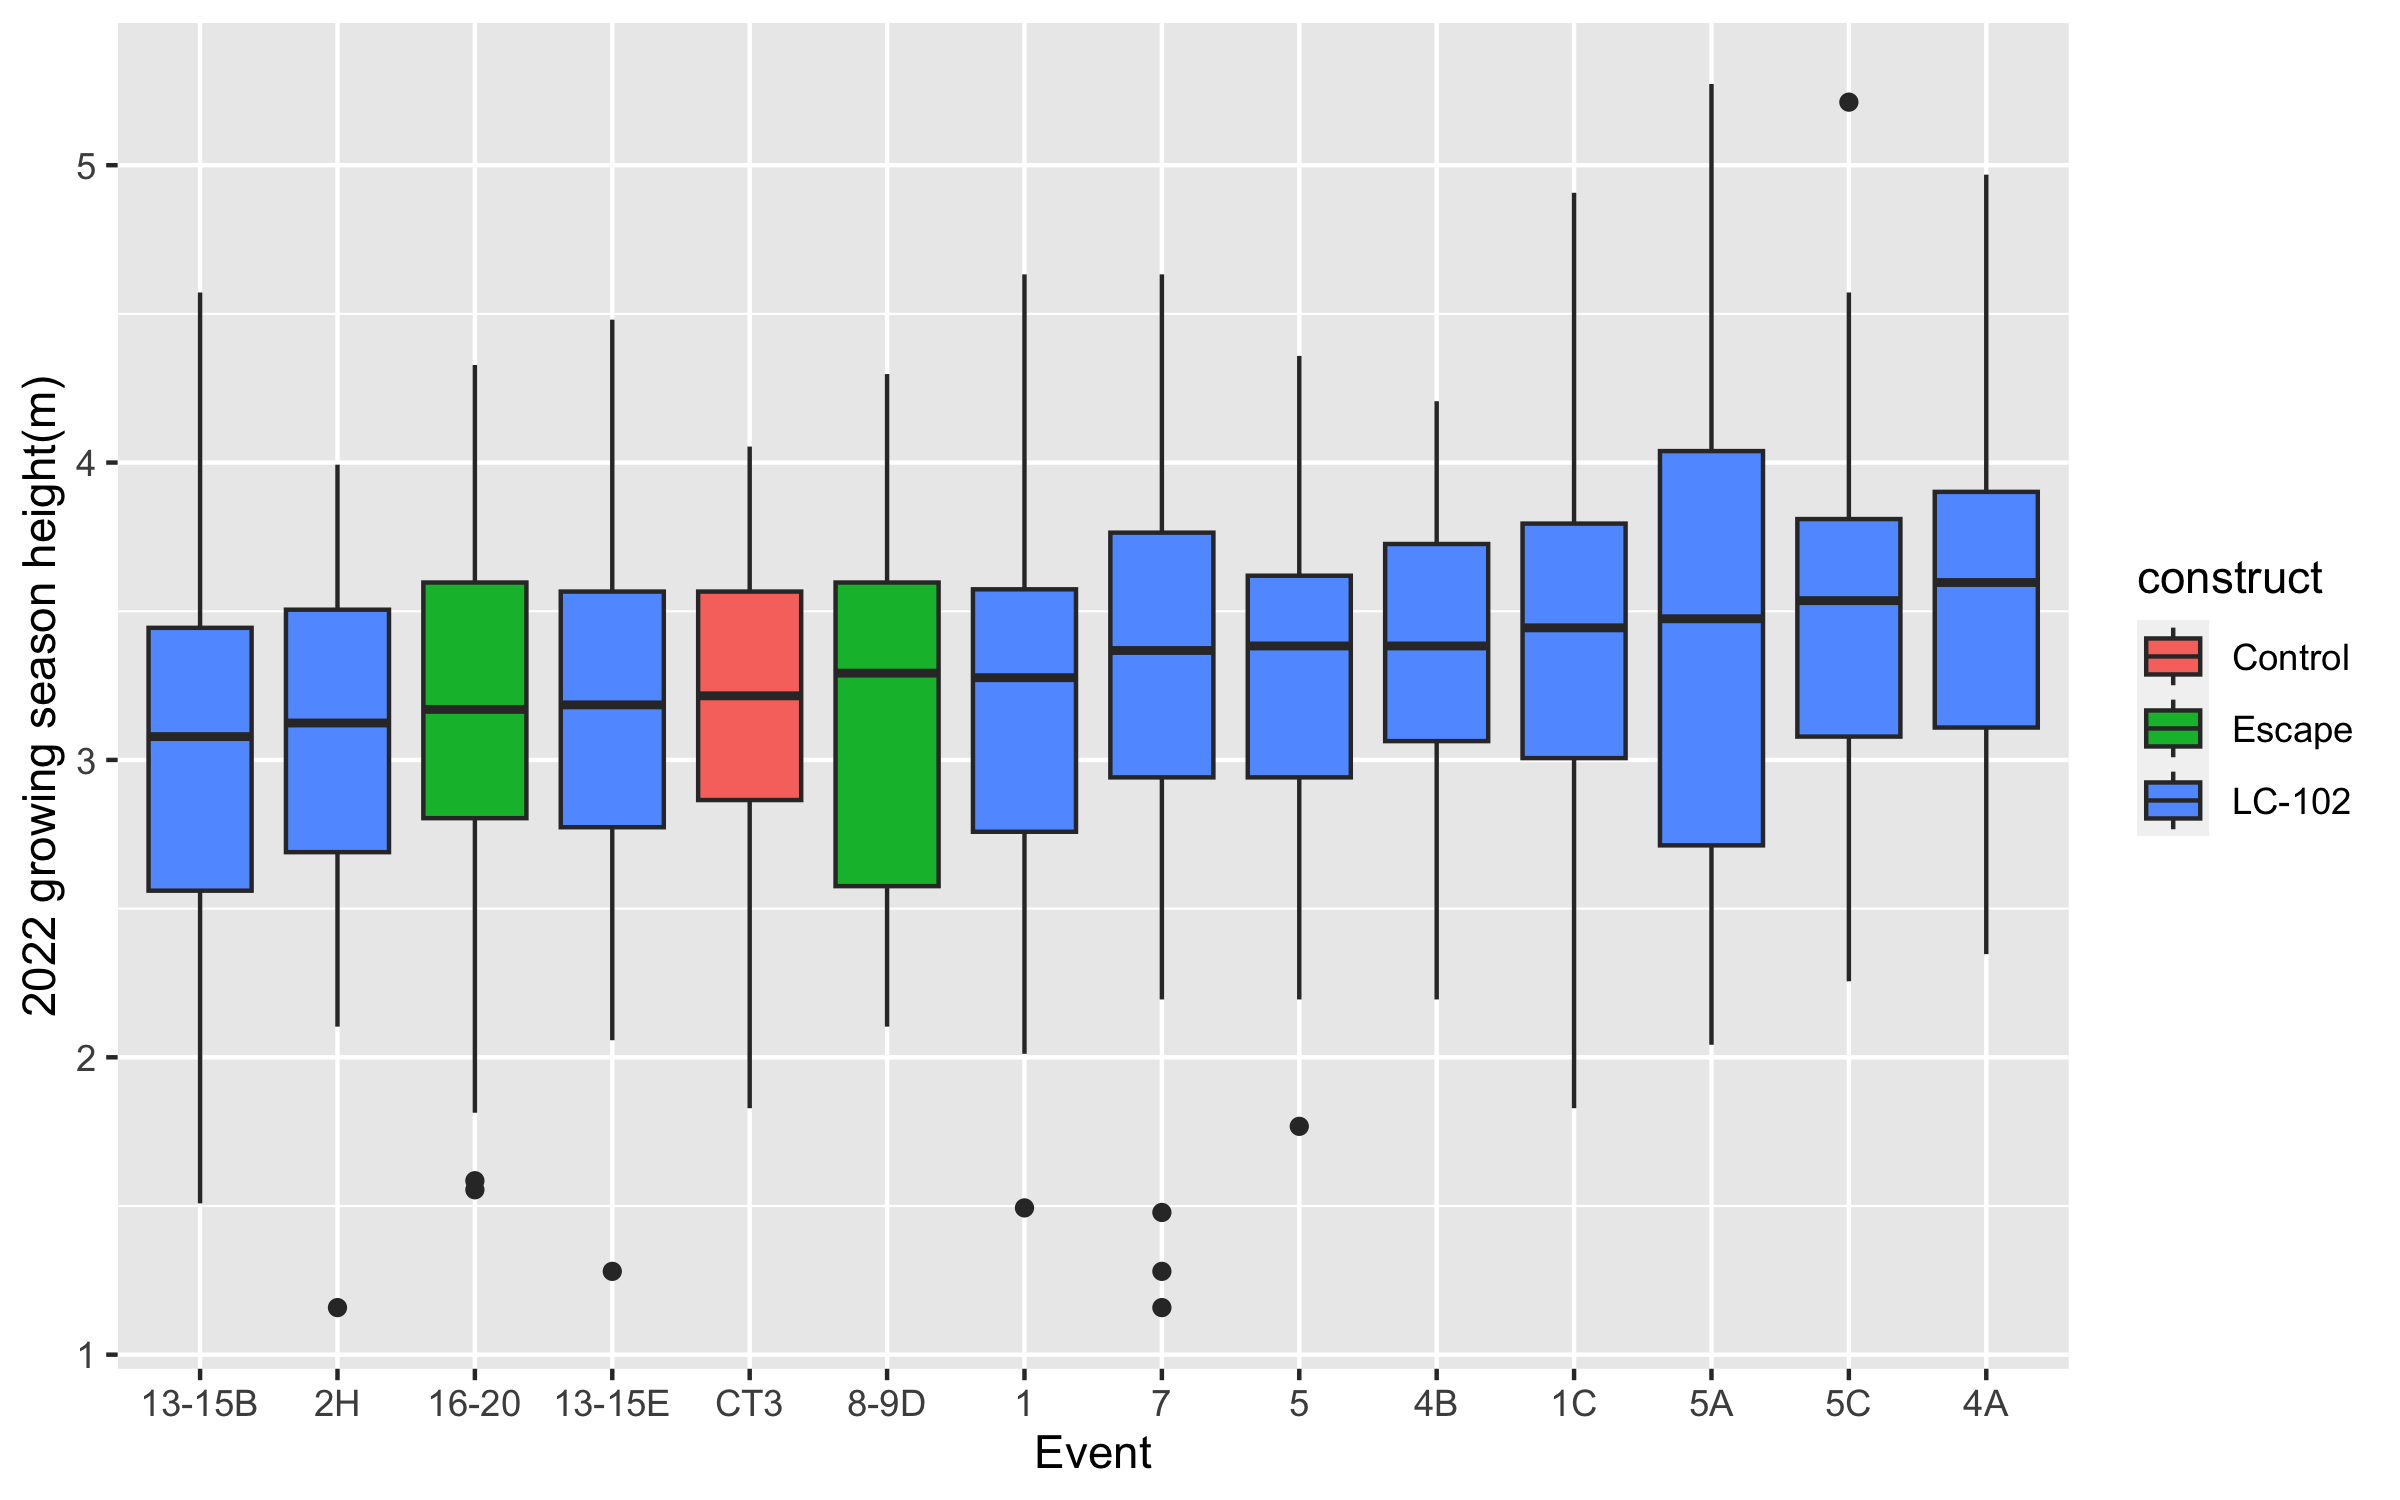 2022 growing season height(m)
5
4
3
2
1
13-15B 2H 16-20 13-15E CT3 8-9D 1 7 5 4B 1C 5A 5C 4A
Event
construct
Control
Escape
LC-102